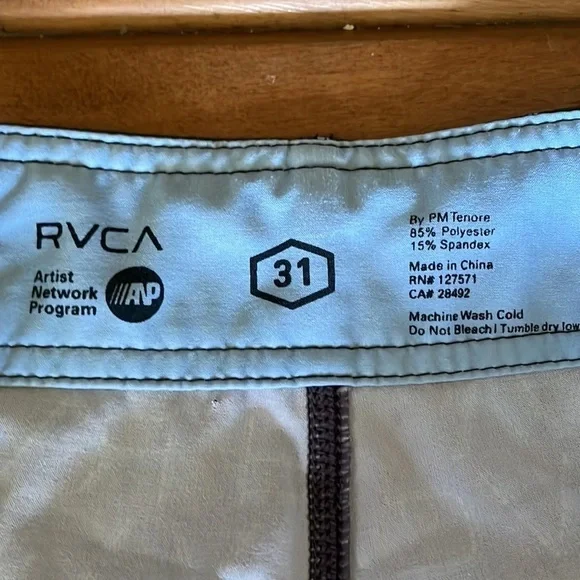 RVCA
Artist
Network
Program
ANP
31
By PM Tenore
85% Polyester
15% Spandex
Made in China
RN# 127571
CA# 28492
Machine Wash Cold
Do Not Bleach I Tumble dry low